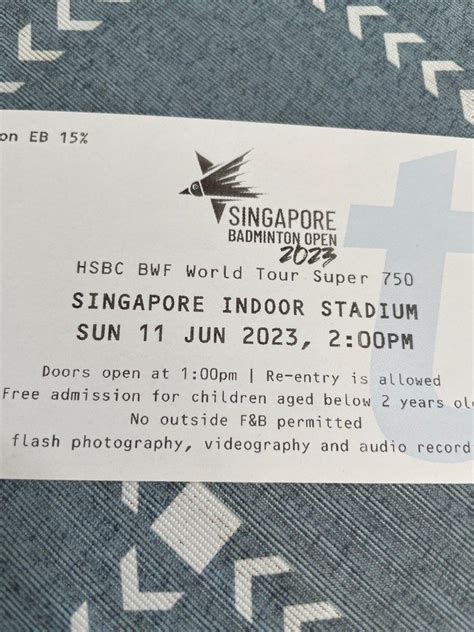 on EB 15%
SINGAPORE
BADMINTON OPEN
2023
HSBC BWF World Tour Super 750
SINGAPORE INDOOR STADIUM
SUN 11 JUN 2023, 2:00PM
Doors open at 1:00pm | Re-entry is allowed
Free admission for children aged below 2 years old
No outside F&B permitted
flash photography, videography and audio record